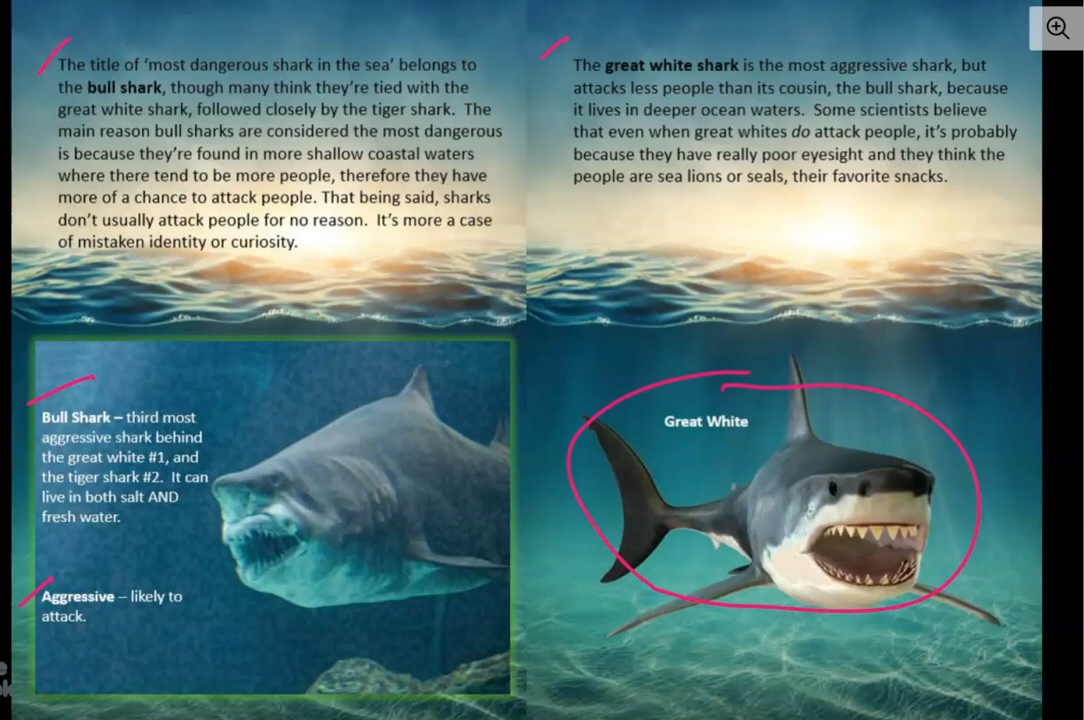 The title of ‘most dangerous shark in the sea’ belongs to
the bull shark, though many think they’re tied with the
great white shark, followed closely by the tiger shark.  The
main reason bull sharks are considered the most dangerous
is because they’re found in more shallow coastal waters
where there tend to be more people, therefore they have
more of a chance to attack people. That being said, sharks
don’t usually attack people for no reason.  It’s more a case
of mistaken identity or curiosity.
Bull Shark – third most
aggressive shark behind
the great white #1, and
the tiger shark #2.  It can
live in both salt AND
fresh water.
Aggressive – likely to
attack.
The great white shark is the most aggressive shark, but
attacks less people than its cousin, the bull shark, because
it lives in deeper ocean waters.  Some scientists believe
that even when great whites do attack people, it’s probably
because they have really poor eyesight and they think the
people are sea lions or seals, their favorite snacks.
Great White